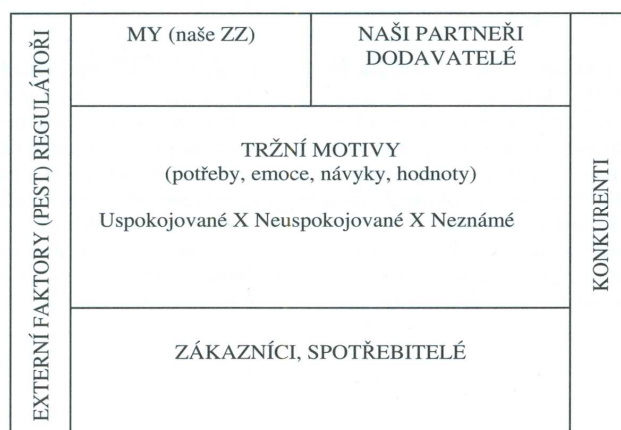 EXTERNÍ FAKTORY (PEST) REGULÁTOŘI
MY (naše ZZ)
NAŠI PARTNEŘI
DODAVATELÉ
TRŽNÍ MOTIVY
(potřeby, emoce, návyky, hodnoty)
Uspokojované X Neuspokojované X Neznámé
ZÁKAZNÍCI, SPOTŘEBITELÉ
KONKURENTI